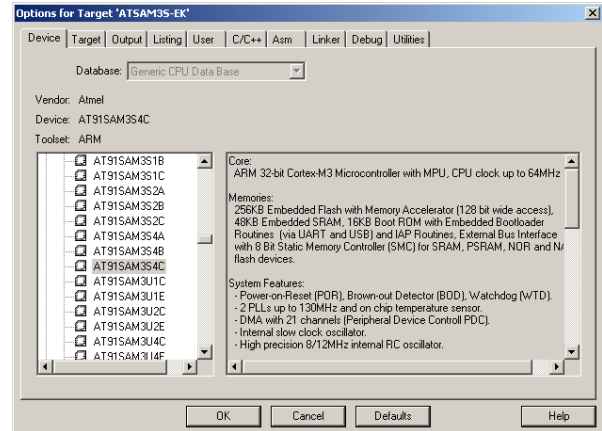 Options for Target 'ATSAM3S-EK'
Device Target Output Listing User C/C++ Asm Linker Debug Utilities
Database: Generic CPU Data Base
Vendor: Atmel
Device: AT91SAM3S4C
Toolset: ARM
AT91SAM3S1B
AT91SAM3S1C
AT91SAM3S2A
AT91SAM3S2B
AT91SAM3S2C
AT91SAM3S4A
AT91SAM3S4B
AT91SAM3S4C
AT91SAM3U1C
AT91SAM3U1E
AT91SAM3U2C
AT91SAM3U2E
AT91SAM3U4C
AT91SAM3U4E
Core:
ARM 32-bit Cortex-M3 Microcontroller with MPU, CPU clock up to 64MHz
Memories:
256KB Embedded Flash with Memory Accelerator (128 bit wide access),
48KB Embedded SRAM, 16KB Boot ROM with Embedded Bootloader
Routines (via UART and USB) and IAP Routines, External Bus Interface
with 8 Bit Static Memory Controller (SMC) for SRAM, PSRAM, NOR and NA
flash devices.
System Features:
- Power-on-Reset (POR), Brown-out Detector (BOD), Watchdog (WTD).
- 2 PLLs up to 130MHz and on chip temperature sensor.
- DMA with 21 channels (Peripheral Device Controll PDC).
- Internal slow clock oscillator.
- High precision 8/12MHz internal RC oscillator.
OK Cancel Defaults Help